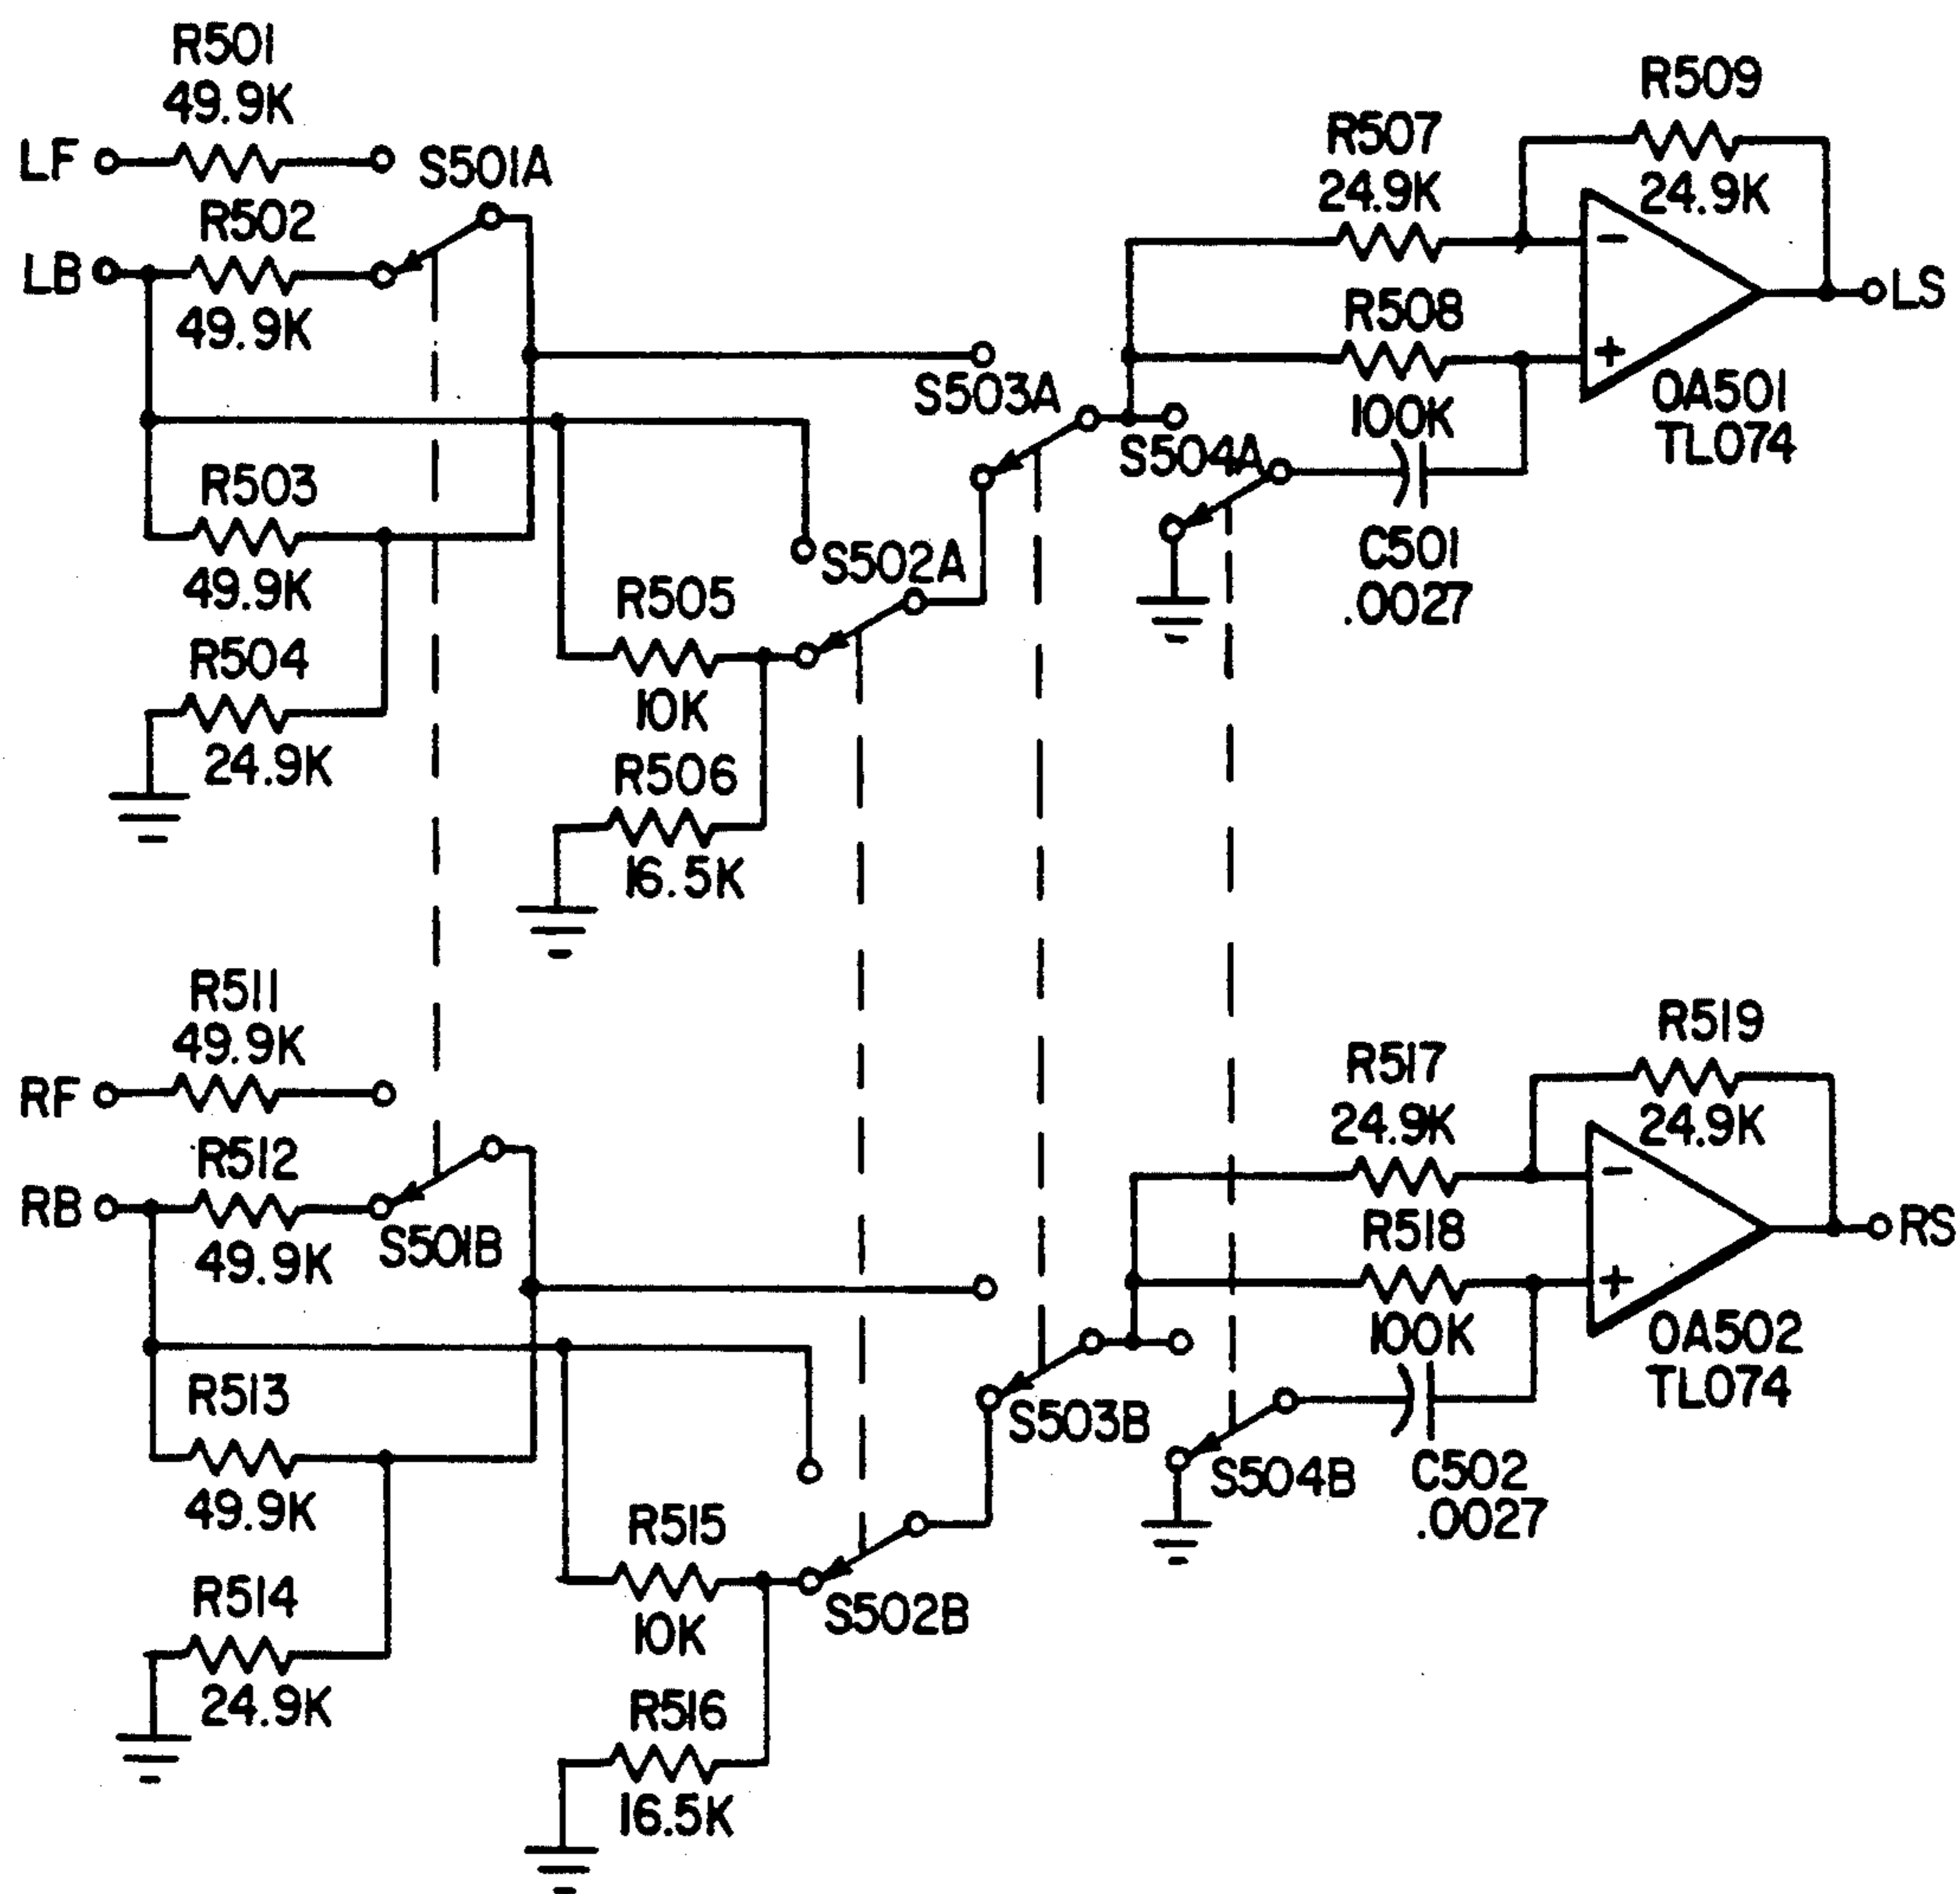 R501
49.9K
LF
S501A
R502
LB
49.9K
R503
49.9K
R504
24.9K
S502A
R505
10K
R506
16.5K
S503A
S504A
R507
24.9K
R508
100K
C501
.0027
R509
24.9K
-
+
OA501
TL074
LS
R511
49.9K
RF
R512
RB
49.9K
S501B
R513
49.9K
R514
24.9K
R515
10K
S502B
R516
16.5K
S503B
S504B
R517
24.9K
R518
100K
C502
.0027
R519
24.9K
-
+
OA502
TL074
RS